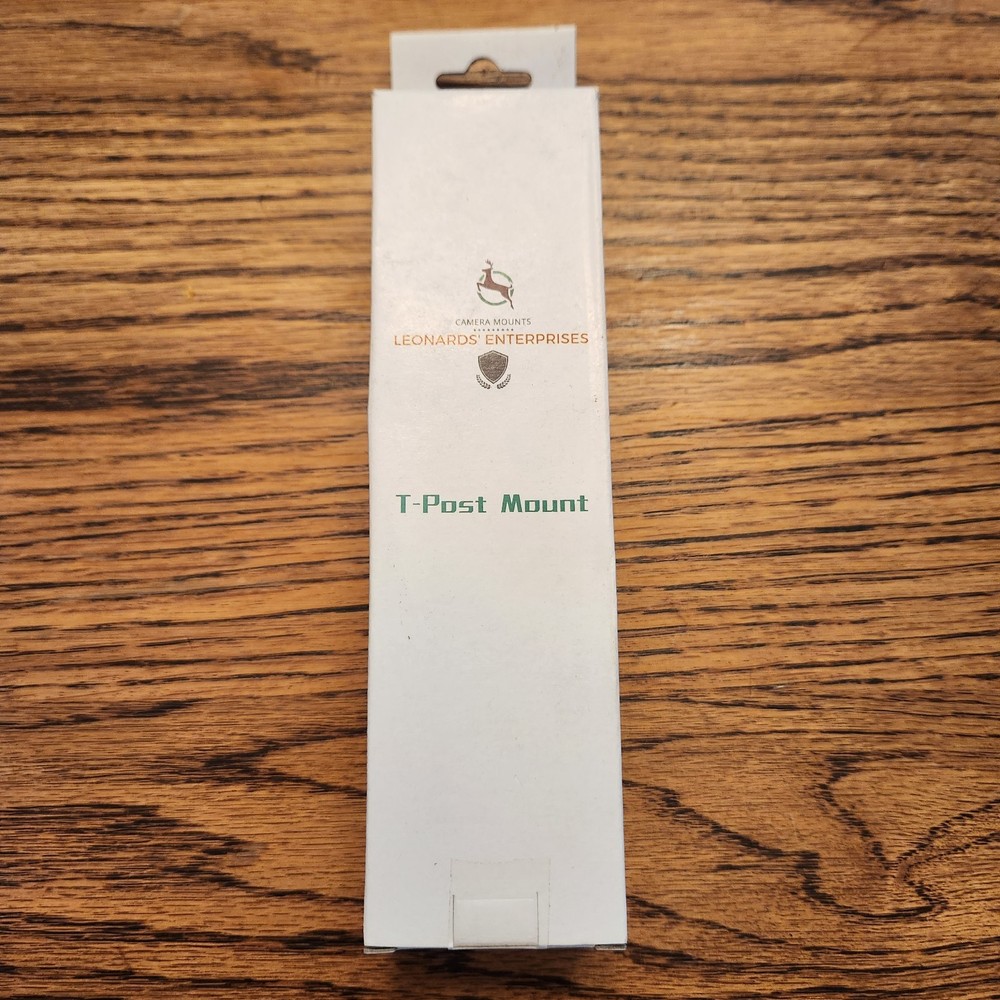 CAMERA MOUNTS
LEONARDS' ENTERPRISES
T-Post Mount